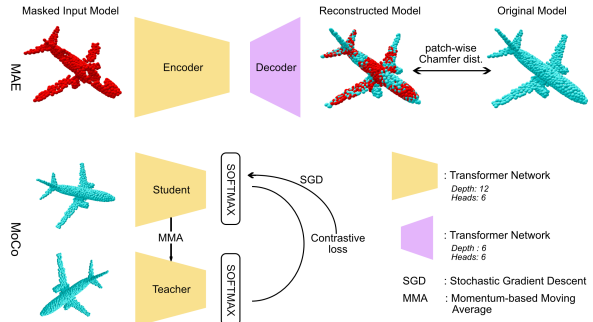 Masked Input Model
Reconstructed Model
Original Model
MAE
Encoder
Decoder
patch-wise
Chamfer dist.
MoCo
Student
SOFTMAX
SGD
MMA
Contrastive
loss
Teacher
SOFTMAX
: Transformer Network
Depth: 12
Heads: 6
: Transformer Network
Depth : 6
Heads: 6
SGD : Stochastic Gradient Descent
MMA : Momentum-based Moving
Average